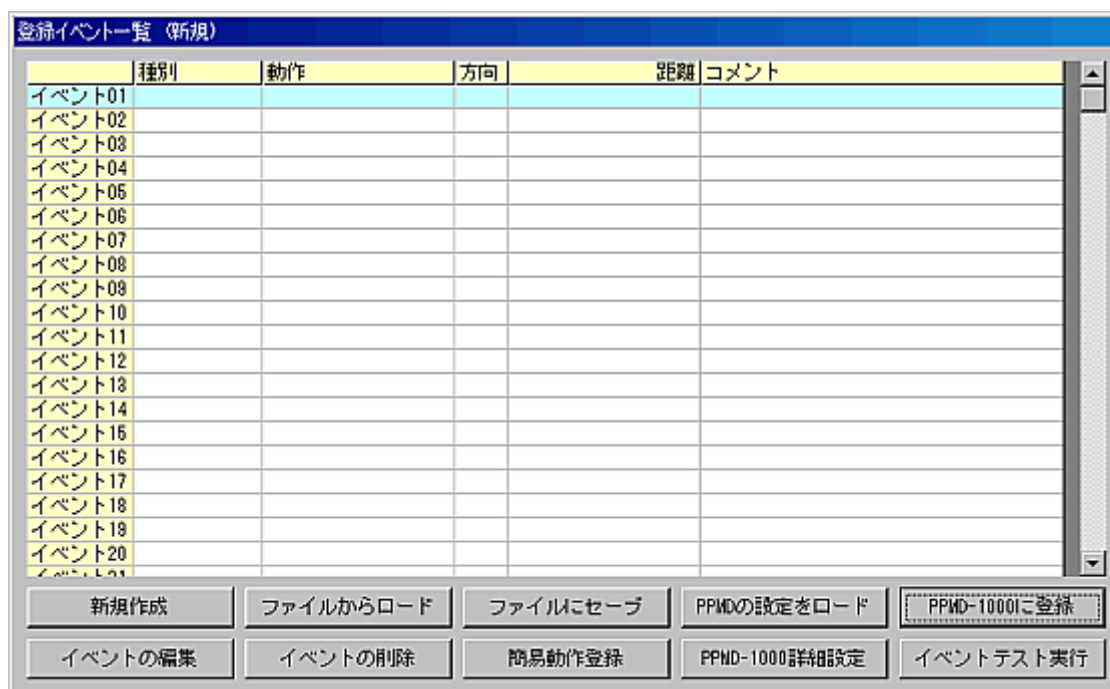 登録イベント一覧 (新規)
種別 動作 方向 距離 コメント
イベント01
イベント02
イベント03
イベント04
イベント05
イベント06
イベント07
イベント08
イベント09
イベント10
イベント11
イベント12
イベント13
イベント14
イベント15
イベント16
イベント17
イベント18
イベント19
イベント20
イベント21
新規作成 ファイルからロード ファイルにセーブ PPMDの設定をロード PPMD-1000に登録
イベントの編集 イベントの削除 簡易動作登録 PPMD-1000詳細設定 イベントテスト実行